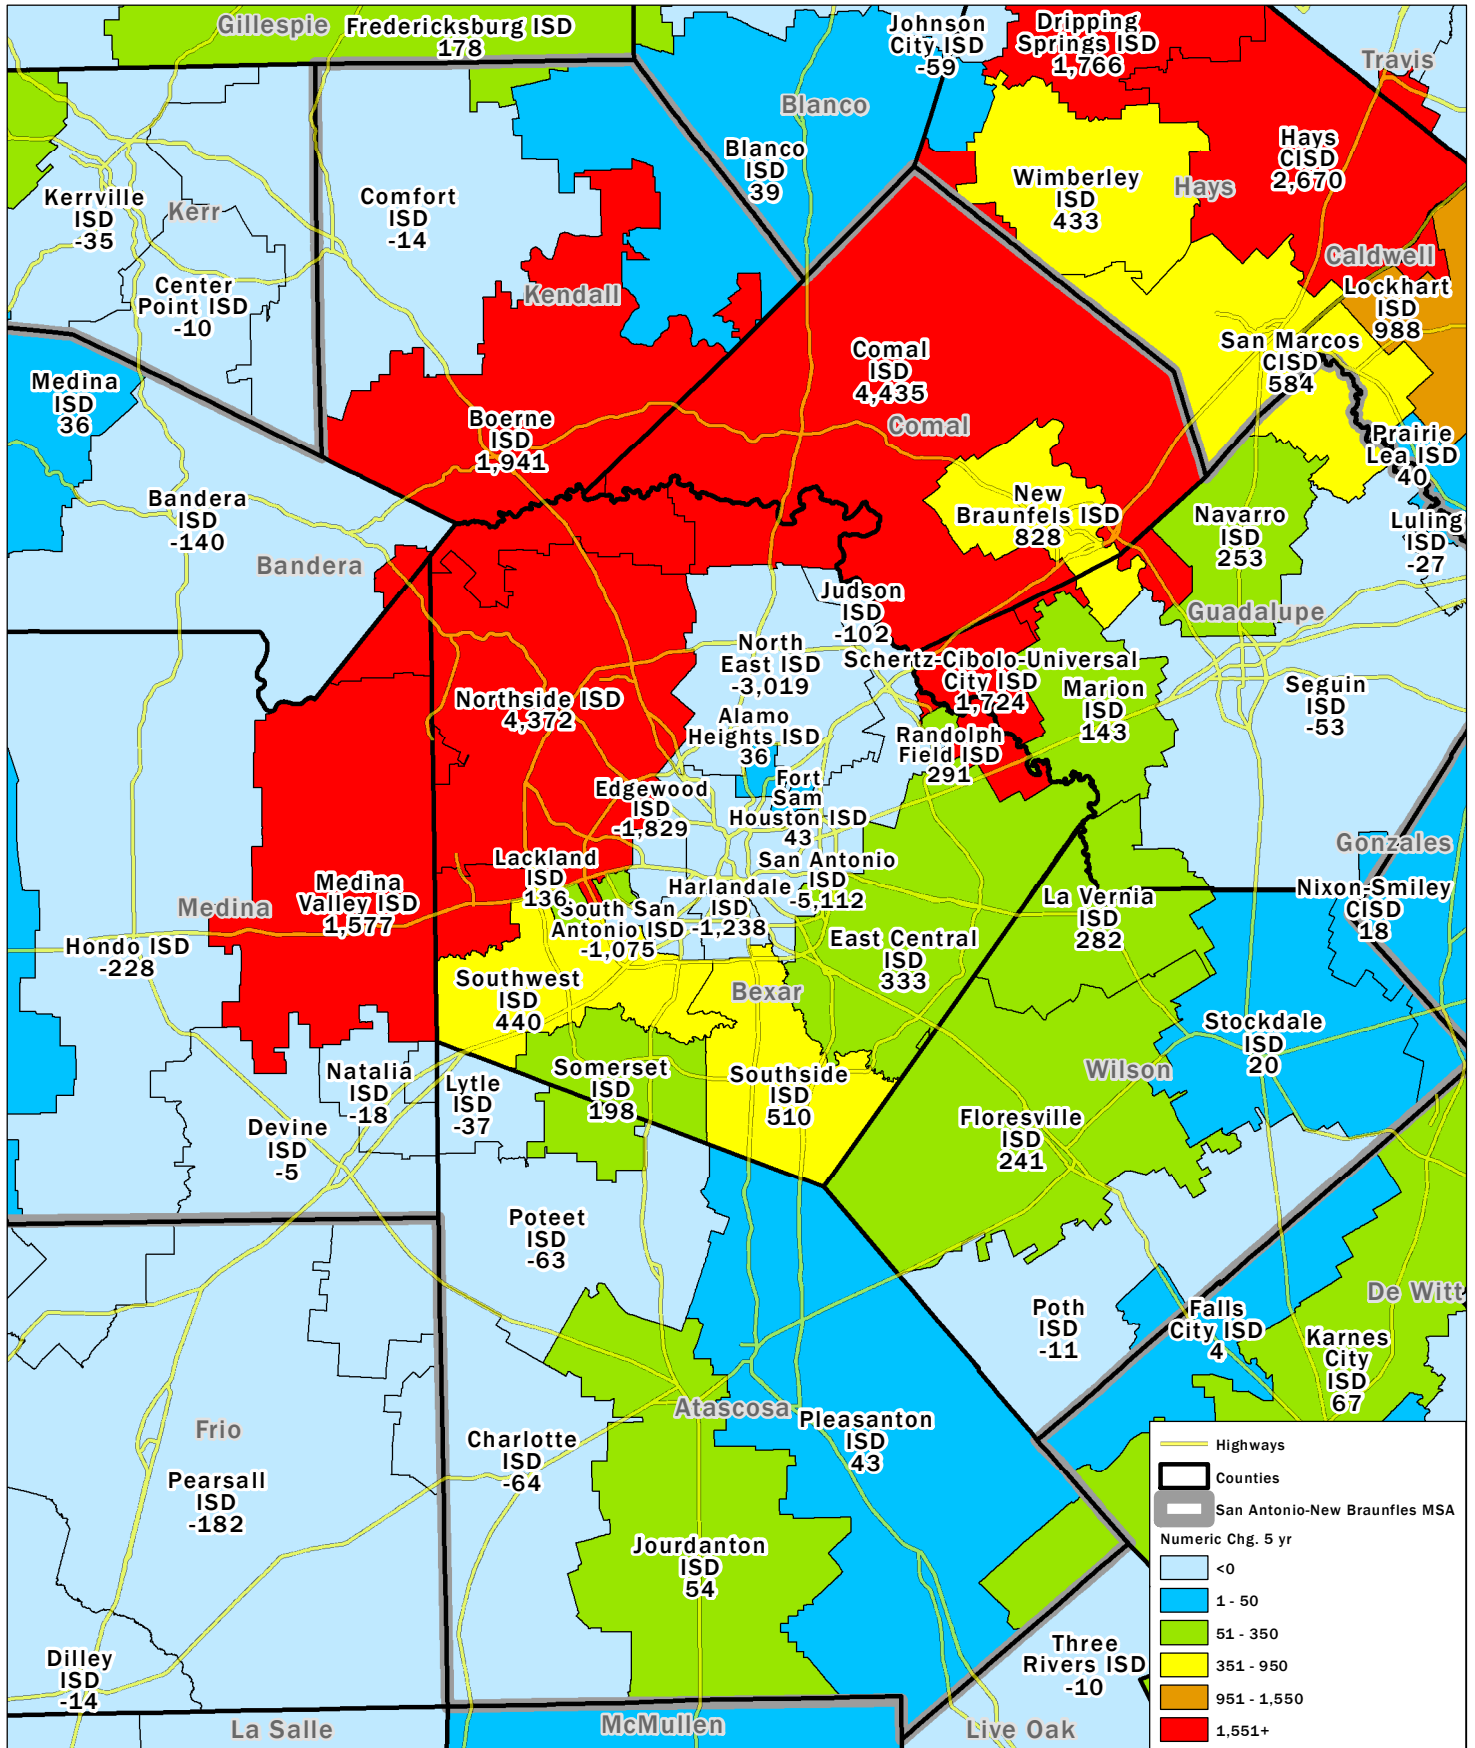 Gillespie
Fredericksburg ISD
178
Johnson
City ISD
-59
Dripping
Springs ISD
1,766
Travis
Blanco
Blanco
ISD
39
Hays
CISD
2,670
Wimberley
ISD
433
Hays
Kerrville
ISD
-35
Kerr
Comfort
ISD
-14
Center
Point ISD
-10
Kendall
Caldwell
Lockhart
ISD
988
San Marcos
CISD
584
Comal
ISD
4,435
Comal
Medina
ISD
36
Boerne
ISD
1,941
Prairie
Lea ISD
40
Bandera
ISD
-140
Bandera
New
Braunfels ISD
828
Navarro
ISD
253
Luling
ISD
-27
Judson
ISD
-102
Guadalupe
North
East ISD
-3,019
Schertz-Cibolo-Universal
City ISD
1,724
Marion
ISD
143
Seguin
ISD
-53
Northside ISD
4,372
Alamo
Heights ISD
36
Randolph
Field ISD
291
Edgewood
ISD
-1,829
Fort
Sam
Houston ISD
43
Gonzales
Lackland
ISD
136
San Antonio
ISD
-5,112
Harlandale
ISD
-1,238
South San
Antonio ISD
-1,075
Medina
Valley ISD
1,577
Medina
La Vernia
ISD
282
Nixon-Smiley
CISD
18
Hondo ISD
-228
East Central
ISD
333
Southwest
ISD
440
Bexar
Stockdale
ISD
20
Natalia
ISD
-18
Lytle
ISD
-37
Somerset
ISD
198
Southside
ISD
510
Wilson
Devine
ISD
-5
Floresville
ISD
241
Poteet
ISD
-63
De Witt
Poth
ISD
-11
Falls
City ISD
4
Karnes
City
ISD
67
Frio
Atascosa
Pleasanton
ISD
43
Charlotte
ISD
-64
Pearsall
ISD
-182
Jourdanton
ISD
54
Dilley
ISD
-14
Three
Rivers ISD
-10
La Salle
McMullen
Live Oak
Highways
Counties
San Antonio-New Braunfles MSA
Numeric Chg. 5 yr
<0
1 - 50
51 - 350
351 - 950
951 - 1,550
1,551+